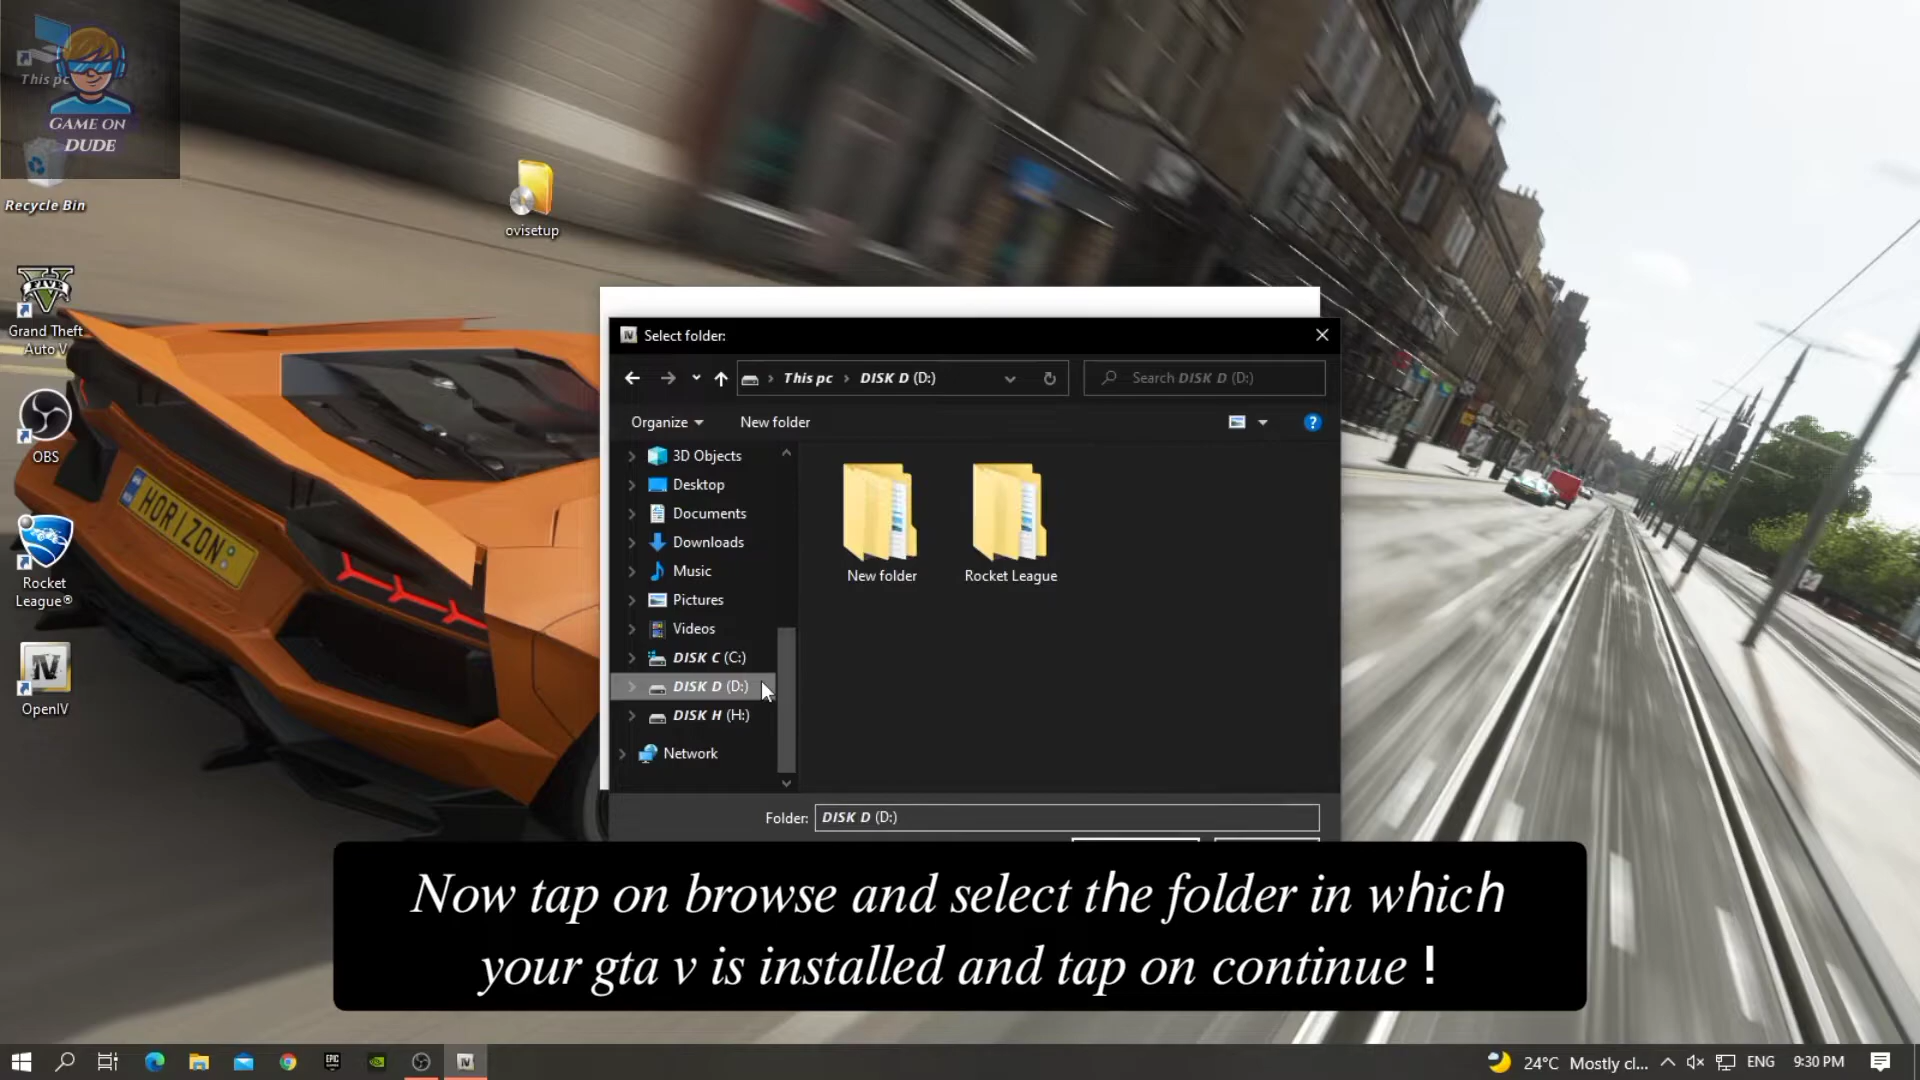 This pc
GAME ON
DUDE
Recycle Bin
Grand Theft
Auto V
OBS
Rocket
League®
OpenIV
ovisetup
HORIZON
Select folder:
This pc › DISK D (D:)
Search DISK D (D:)
Organize
New folder
3D Objects
Desktop
Documents
Downloads
Music
Pictures
Videos
DISK C (C:)
DISK D (D:)
DISK H (H:)
Network
New folder
Rocket League
Folder: DISK D (D:)
Now tap on browse and select the folder in which
your gta v is installed and tap on continue !
EPIC
24°C Mostly cl... ENG 9:30 PM